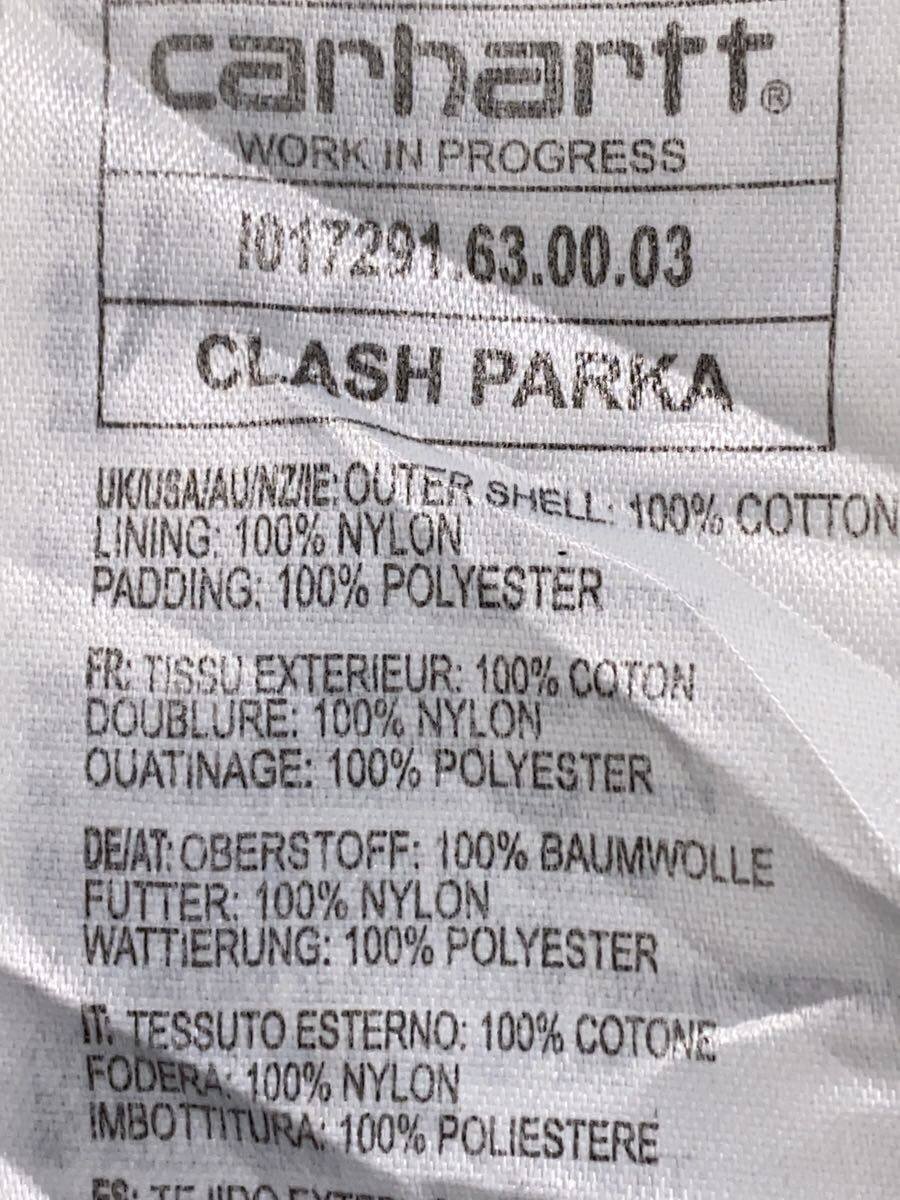 carhartt®
WORK IN PROGRESS
I017291.63.00.03
CLASH PARKA
UK/USA/AU/NZ/IE: OUTER SHELL: 100% COTTON
LINING: 100% NYLON
PADDING: 100% POLYESTER
FR: TISSU EXTERIEUR: 100% COTON
DOUBLURE: 100% NYLON
OUATINAGE: 100% POLYESTER
DE/AT: OBERSTOFF: 100% BAUMWOLLE
FUTTER: 100% NYLON
WATTIERUNG: 100% POLYESTER
IT: TESSUTO ESTERNO: 100% COTONE
FODERA: 100% NYLON
IMBOTTITURA: 100% POLIESTERE
ES: TEJIDO